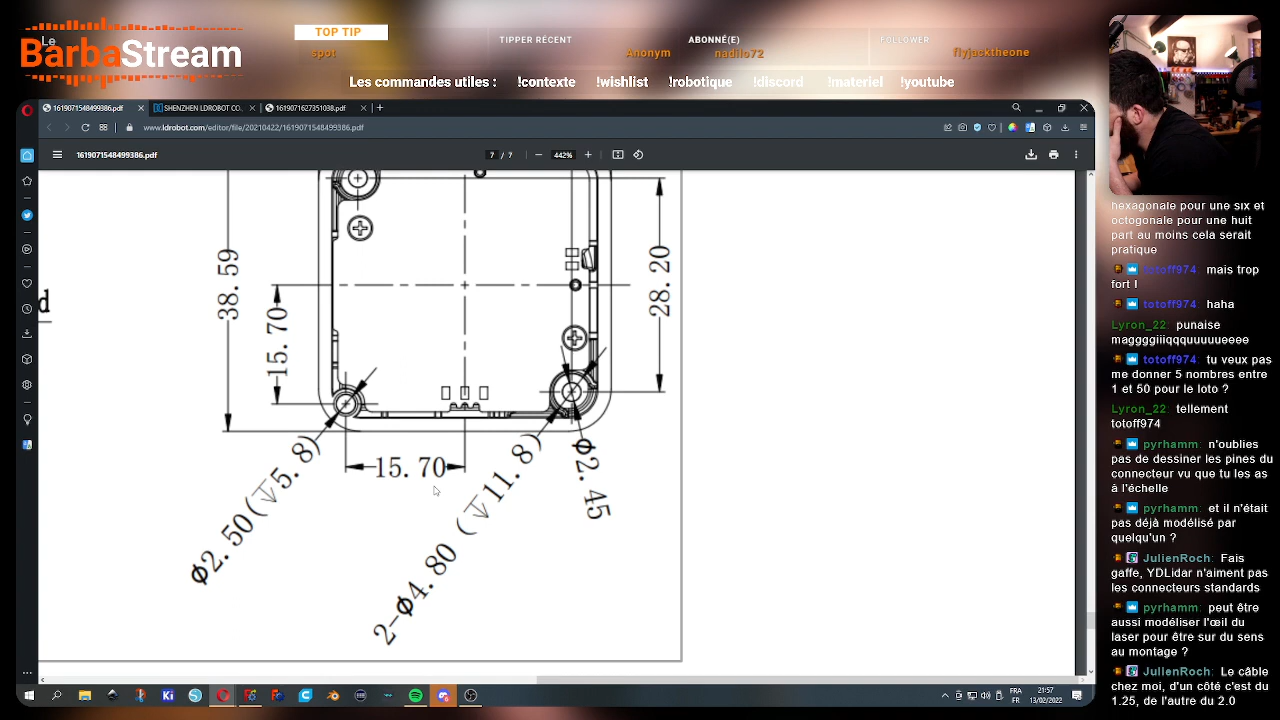 Le
BarbaStream
TOP TIP
spot
TIPPER RÉCENT
Anonym
ABONNÉ(E)
nadile72
FOLLOWER
flyjacktheone
Les commandes utiles : !contexte !wishlist !robotique !discord !materiel !youtube
1619071548499386.pdf
SHENZHEN LDROBOT CO.
1619071627351038.pdf
www.ldrobot.com/editor/file/20210422/1619071548499386.pdf
1619071548499386.pdf
7 / 7
442%
d
38.59
15.70
28.20
15.70
Φ2.50(∇5.8)
2-Φ4.80 (∇11.8)
Φ2.45
hexagonale pour une six et
octogonale pour une huit
part au moins cela serait
pratique
totoff974: mais trop
fort !
totoff974: haha
Lyron_22: punaise
maggggiiiqqquuuuueeee
totoff974: tu veux pas
me donner 5 nombres entre
1 et 50 pour le loto ?
Lyron_22: tellement
totoff974
pyrhamm: n'oublies
pas de dessiner les pines du
connecteur vu que tu les as
à l'échelle
pyrhamm: et il n'était
pas déjà modélisé par
quelqu'un ?
JulienRoch: Fais
gaffe, YDLidar n'aiment pas
les connecteurs standards
pyrhamm: peut être
aussi modéliser l'œil du
laser pour être sur du sens
au montage ?
JulienRoch: Le câble
chez moi, d'un côté c'est du
1.25, de l'autre du 2.0
FRA
FR
21:57
13/02/2022